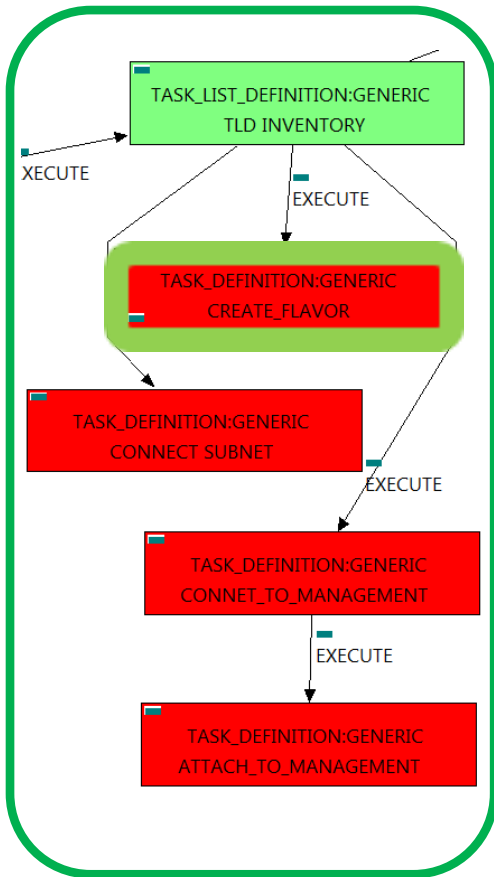 TASK_LIST_DEFINITION:GENERIC
TLD INVENTORY
XECUTE
EXECUTE
TASK_DEFINITION:GENERIC
CREATE_FLAVOR
TASK_DEFINITION:GENERIC
CONNECT SUBNET
EXECUTE
TASK_DEFINITION:GENERIC
CONNET_TO_MANAGEMENT
EXECUTE
TASK_DEFINITION:GENERIC
ATTACH_TO_MANAGEMENT